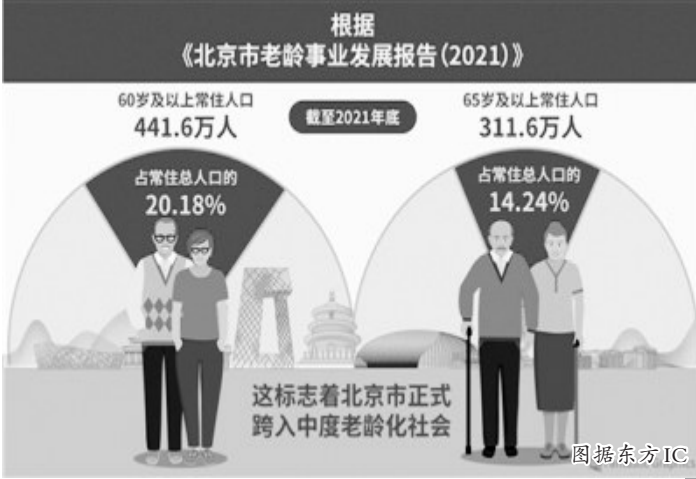 根据
《北京市老龄事业发展报告(2021)》
60岁及以上常住人口
441.6万人
截至2021年底
65岁及以上常住人口
311.6万人
占常住总人口的
20.18%
占常住总人口的
14.24%
这标志着北京市正式
跨入中度老龄化社会
图据东方IC